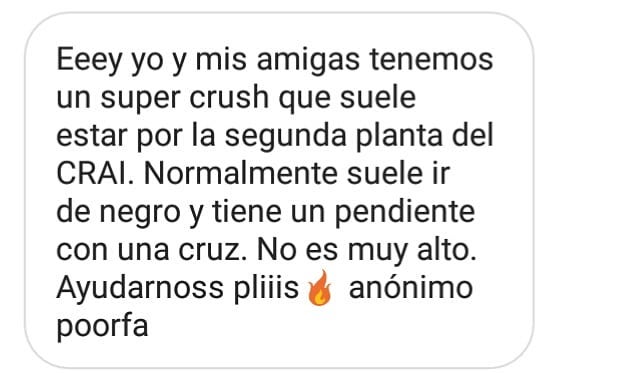 Eeey yo y mis amigas tenemos
un super crush que suele
estar por la segunda planta del
CRAI. Normalmente suele ir
de negro y tiene un pendiente
con una cruz. No es muy alto.
Ayudarnoss pliiis🔥 anónimo
poorfa